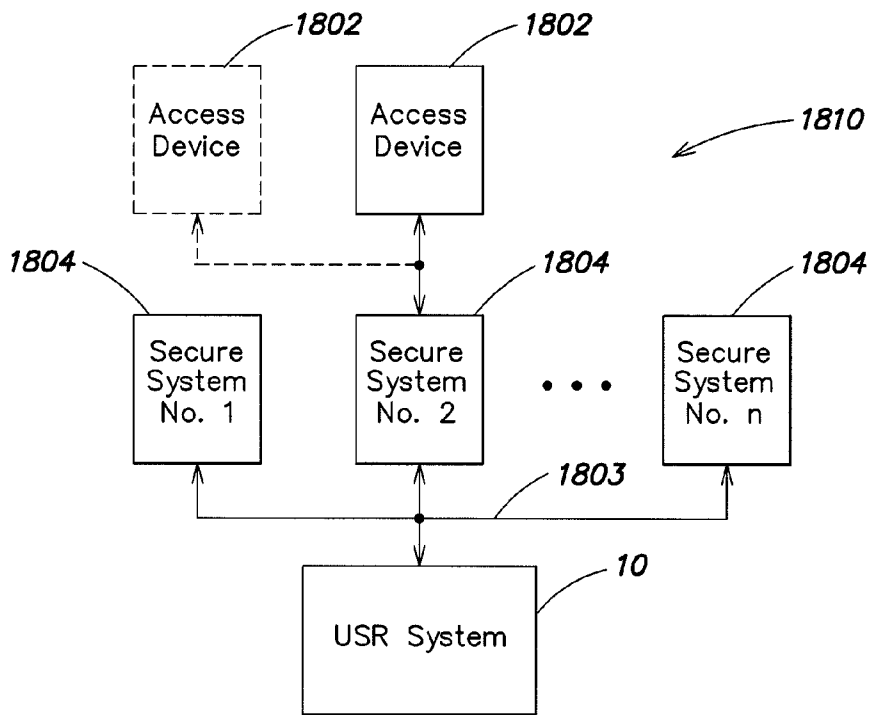 1802
1802
Access
Device
Access
Device
1810
1804
1804
1804
Secure
System
No. 1
Secure
System
No. 2
Secure
System
No. n
1803
10
USR System